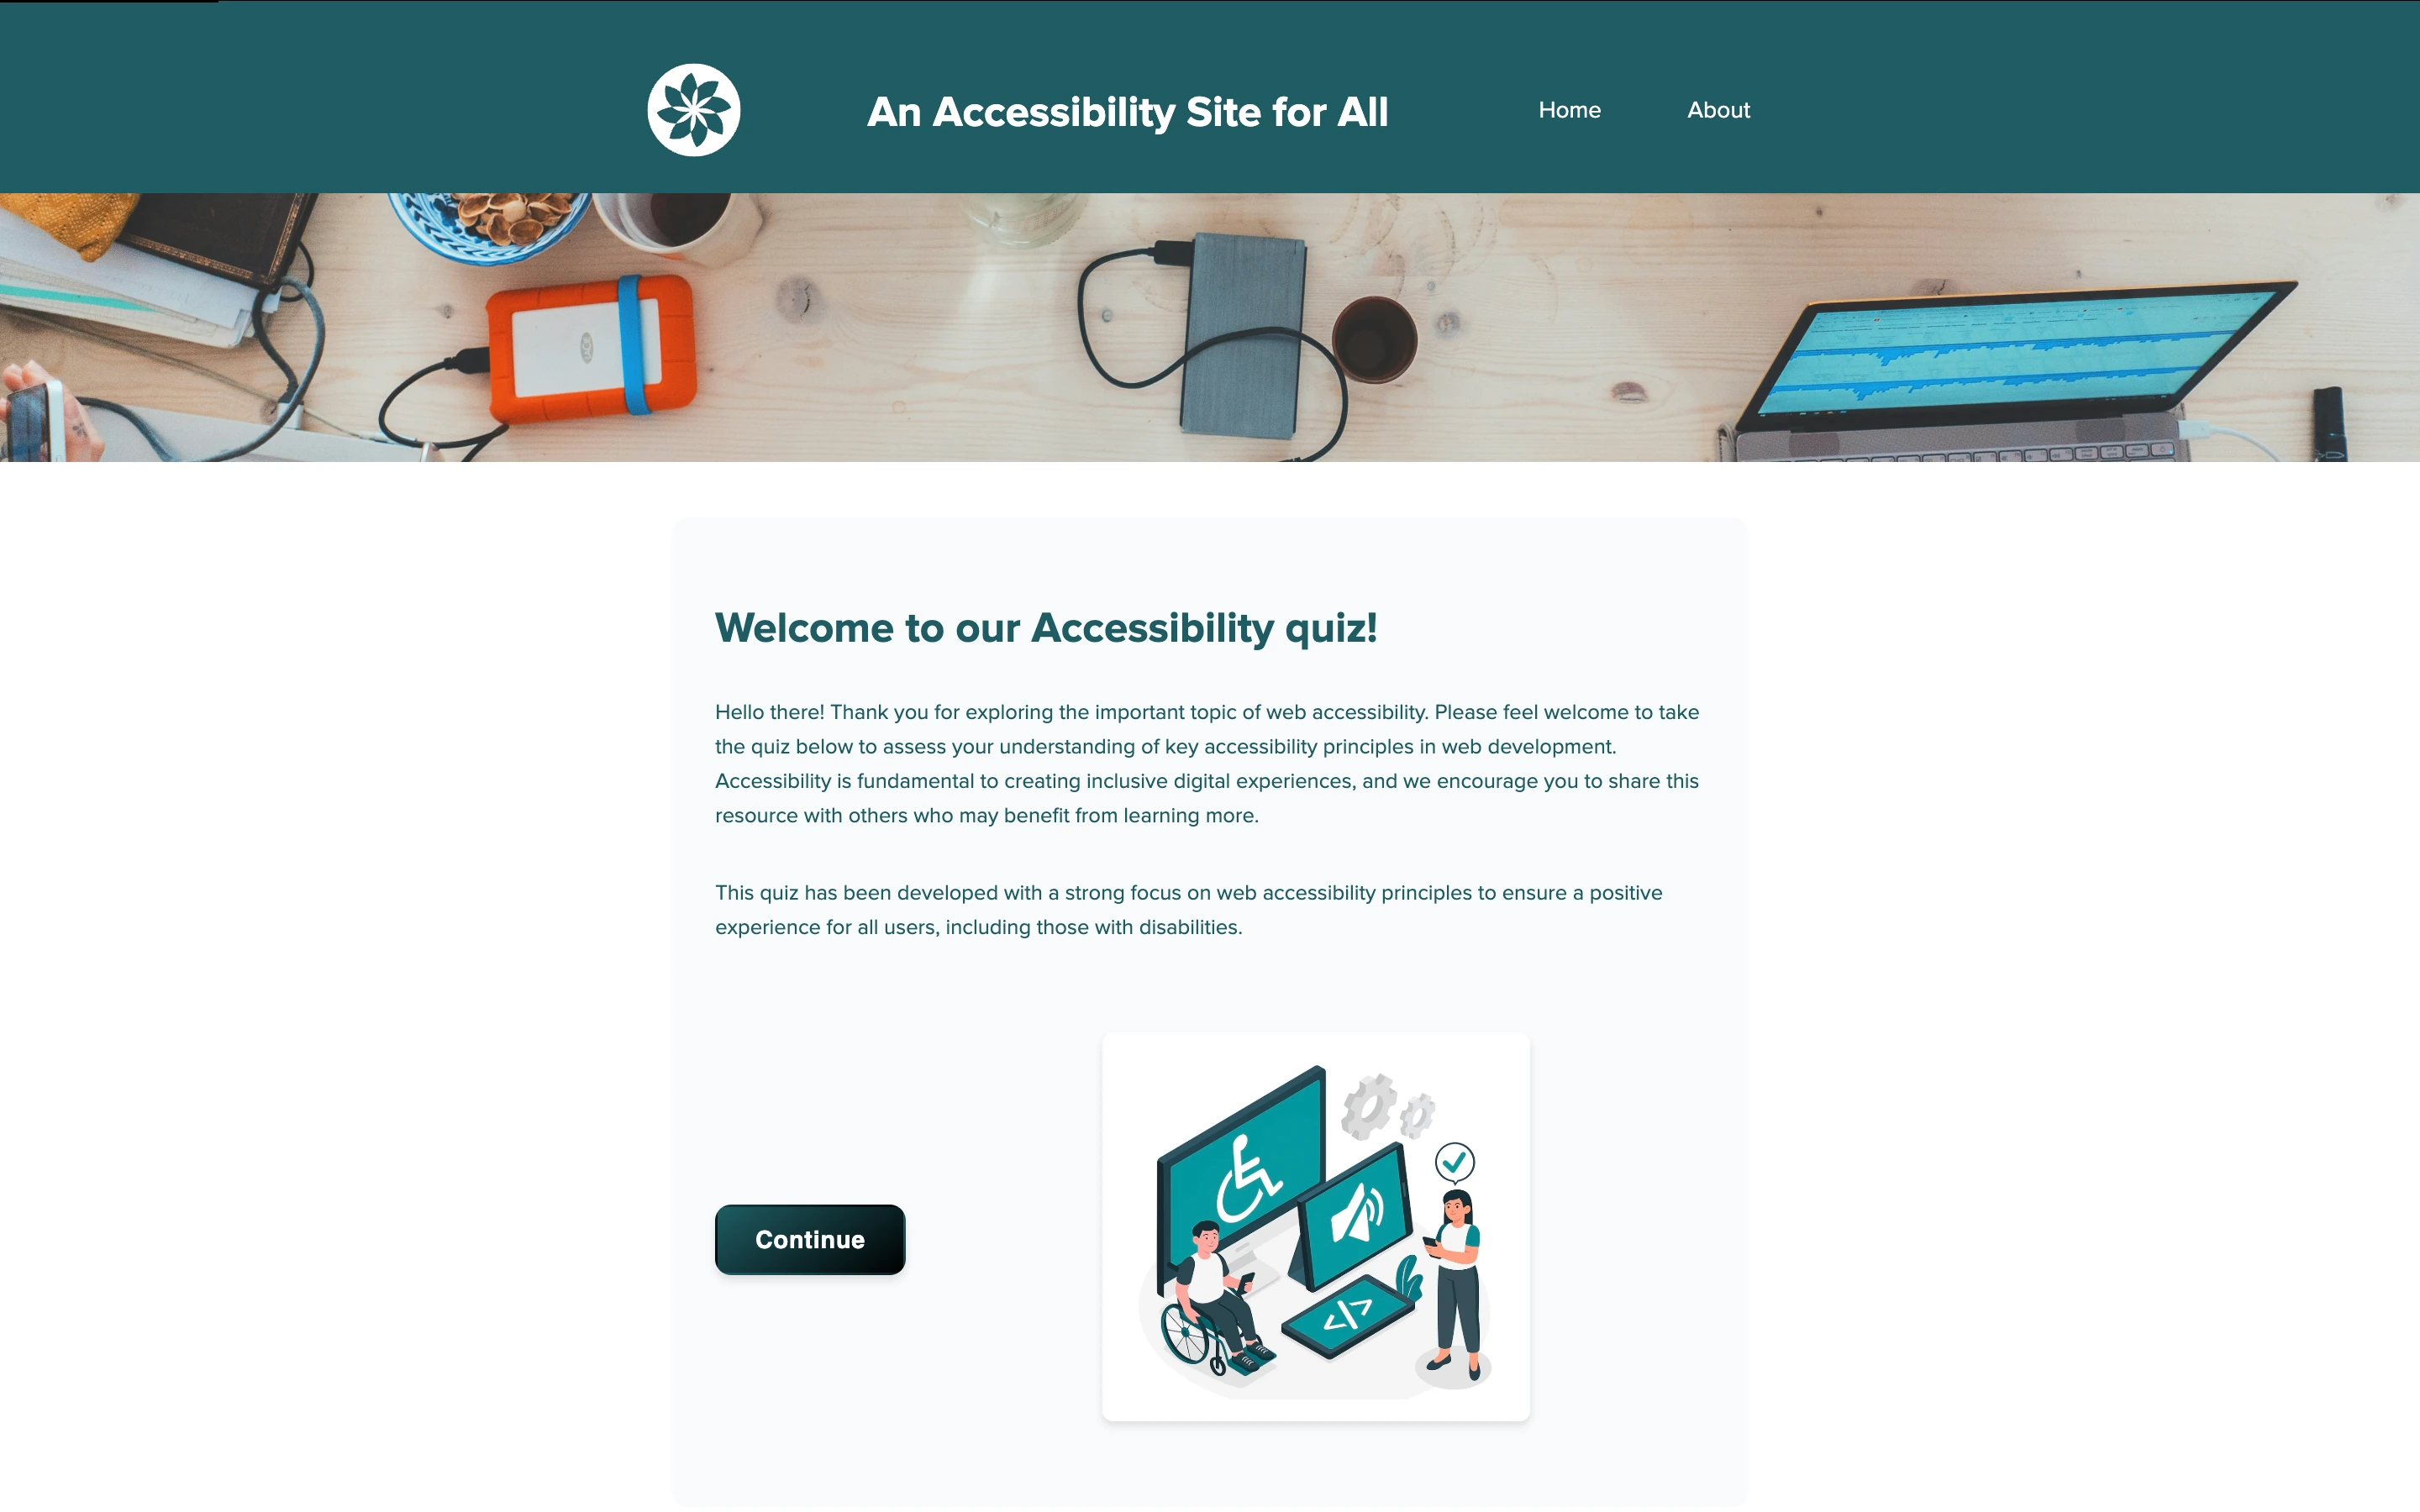 An Accessibility Site for All
Home
About
Welcome to our Accessibility quiz!
Hello there! Thank you for exploring the important topic of web accessibility. Please feel welcome to take
the quiz below to assess your understanding of key accessibility principles in web development.
Accessibility is fundamental to creating inclusive digital experiences, and we encourage you to share this
resource with others who may benefit from learning more.
This quiz has been developed with a strong focus on web accessibility principles to ensure a positive
experience for all users, including those with disabilities.
Continue